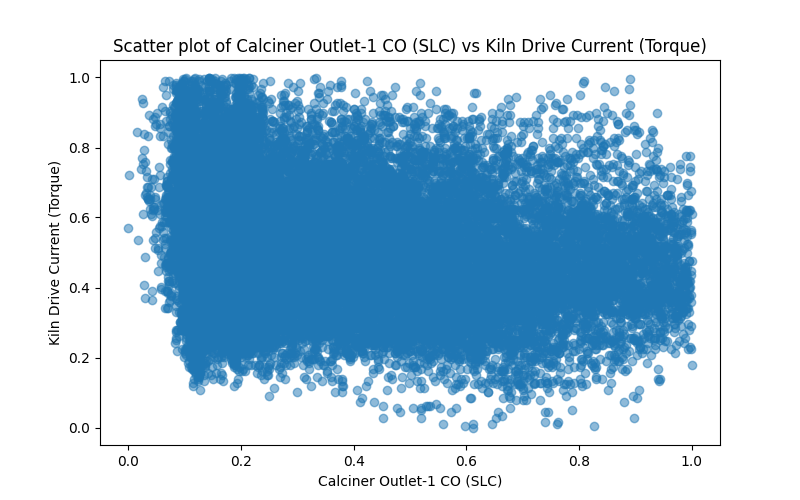 Scatter plot of Calciner Outlet-1 CO (SLC) vs Kiln Drive Current (Torque)
1.0
0.8
0.6
0.4
0.2
0.0
Kiln Drive Current (Torque)
0.0 0.2 0.4 0.6 0.8 1.0
Calciner Outlet-1 CO (SLC)